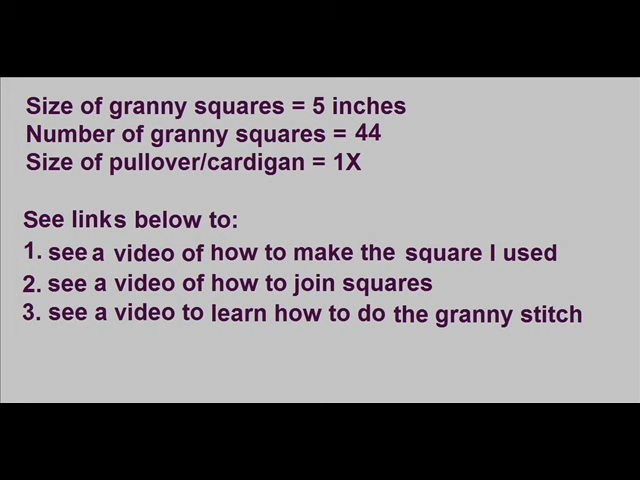 Size of granny squares = 5 inches
Number of granny squares = 44
Size of pullover/cardigan = 1X
See links below to:
1. see a video of how to make the square I used
2. see a video of how to join squares
3. see a video to learn how to do the granny stitch